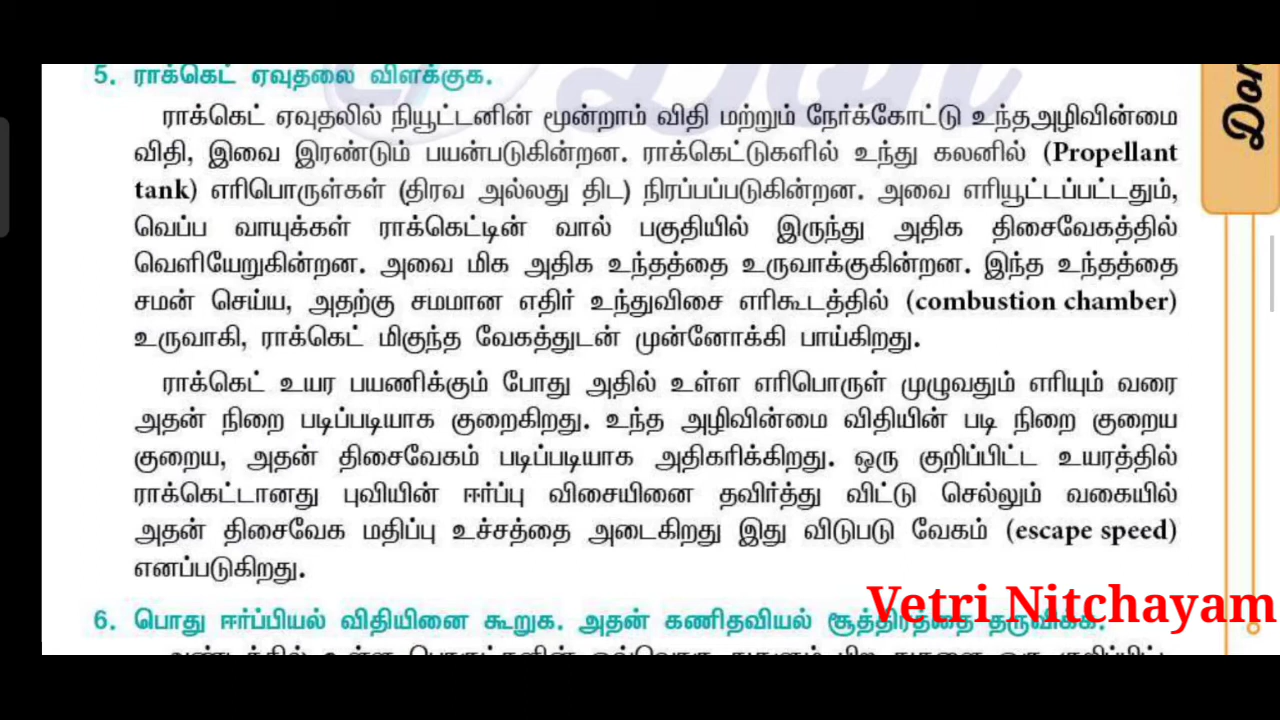 5. ராக்கெட் ஏவுதலை விளக்குக.
ராக்கெட் ஏவுதலில் நியூட்டனின் மூன்றாம் விதி மற்றும் நேர்க்கோட்டு உந்தஅழிவின்மை
விதி, இவை இரண்டும் பயன்படுகின்றன. ராக்கெட்டுகளில் உந்து கலனில் (Propellant
tank) எரிபொருள்கள் (திரவ அல்லது திட) நிரப்பப்படுகின்றன. அவை எரியூட்டப்பட்டதும்,
வெப்ப வாயுக்கள் ராக்கெட்டின் வால் பகுதியில் இருந்து அதிக திசைவேகத்தில்
வெளியேறுகின்றன. அவை மிக அதிக உந்தத்தை உருவாக்குகின்றன. இந்த உந்தத்தை
சமன் செய்ய, அதற்கு சமமான எதிர் உந்துவிசை எரிகூடத்தில் (combustion chamber)
உருவாகி, ராக்கெட் மிகுந்த வேகத்துடன் முன்னோக்கி பாய்கிறது.
ராக்கெட் உயர பயணிக்கும் போது அதில் உள்ள எரிபொருள் முழுவதும் எரியும் வரை
அதன் நிறை படிப்படியாக குறைகிறது. உந்த அழிவின்மை விதியின் படி நிறை குறைய
குறைய, அதன் திசைவேகம் படிப்படியாக அதிகரிக்கிறது. ஒரு குறிப்பிட்ட உயரத்தில்
ராக்கெட்டானது புவியின் ஈர்ப்பு விசையினை தவிர்த்து விட்டு செல்லும் வகையில்
அதன் திசைவேக மதிப்பு உச்சத்தை அடைகிறது இது விடுபடு வேகம் (escape speed)
எனப்படுகிறது.
Vetri Nitchayam
6. பொது ஈர்ப்பியல் விதியினை கூறுக. அதன் கணிதவியல் சூத்திரத்தை தருவிக்க.
Don